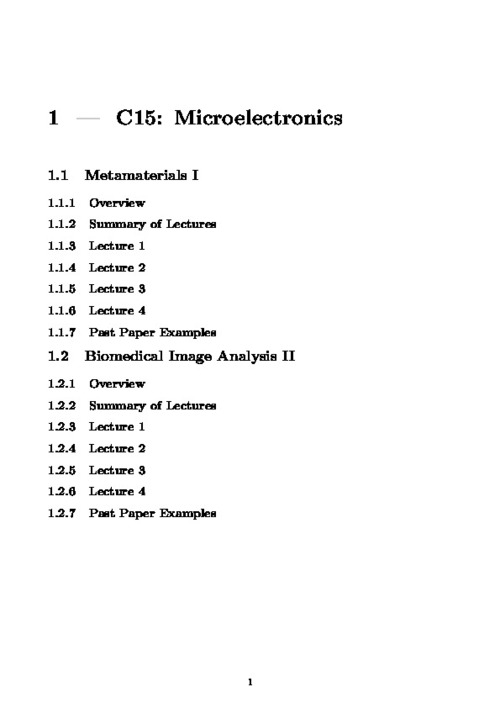 1 — C15: Microelectronics
1.1 Metamaterials I
1.1.1 Overview
1.1.2 Summary of Lectures
1.1.3 Lecture 1
1.1.4 Lecture 2
1.1.5 Lecture 3
1.1.6 Lecture 4
1.1.7 Past Paper Examples
1.2 Biomedical Image Analysis II
1.2.1 Overview
1.2.2 Summary of Lectures
1.2.3 Lecture 1
1.2.4 Lecture 2
1.2.5 Lecture 3
1.2.6 Lecture 4
1.2.7 Past Paper Examples
1